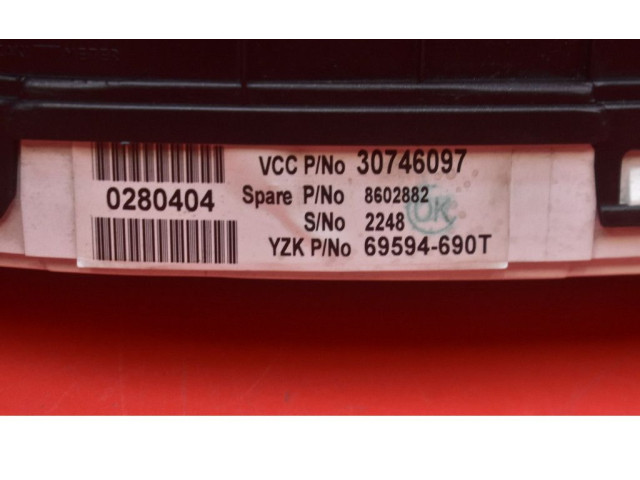 VCC P/No 30746097
0280404
Spare P/No 8602882
S/No 2248
OK
YZK P/No 69594-690T